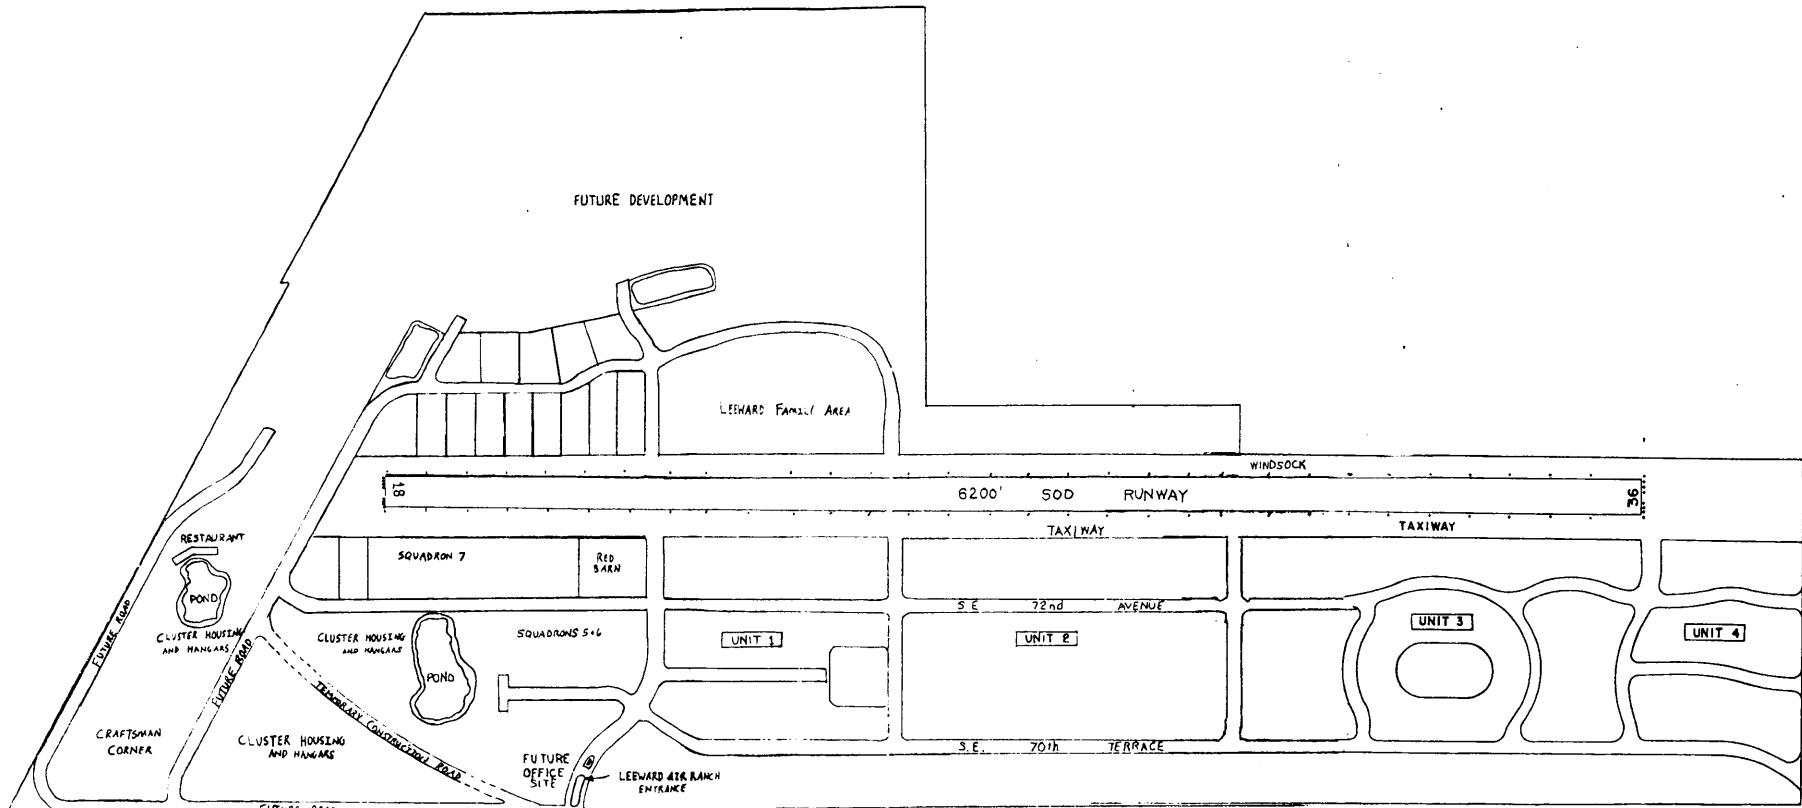 FUTURE DEVELOPMENT
LEEWARD FAMILY AREA
WINDSOCK
18
6200' SOD RUNWAY
36
TAXIWAY
TAXIWAY
RESTAURANT
POND
SQUADRON 7
RED
BARN
S.E. 72nd AVENUE
CLUSTER HOUSING
AND HANGARS
CLUSTER HOUSING
AND HANGARS
SQUADRONS 5+6
UNIT 1
UNIT 2
UNIT 3
UNIT 4
FUTURE ROAD
FUTURE ROAD
POND
TEMPORARY CONSTRUCTION ROAD
CRAFTSMAN
CORNER
CLUSTER HOUSING
AND HANGARS
S.E. 70th TERRACE
FUTURE
OFFICE
SITE
LEEWARD AIR RANCH
ENTRANCE